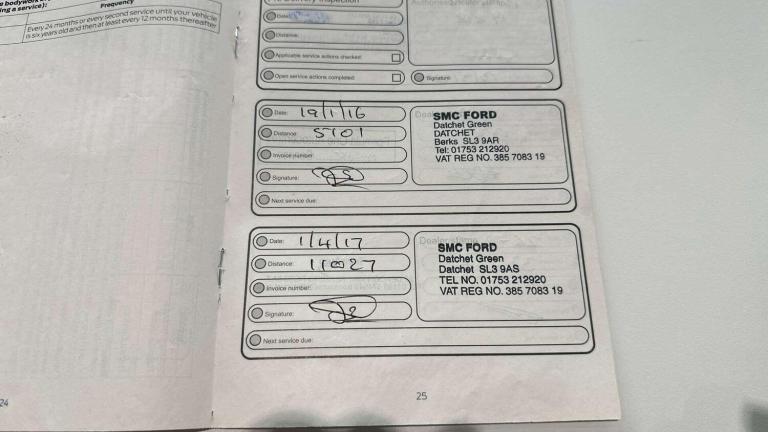 Frequency
ing a service):
Every 24 months or every second service until your vehicle
is six years old and then at least every 12 months thereafter
24
Date:
Distance:
Applicable service actions checked:
Open service actions completed:
Signature:
Date: 19/1/16
Distance: 5701
Invoice number:
Signature:
Next service due:
SMC FORD
Datchet Green
DATCHET
Berks SL3 9AR
Tel: 01753 212920
VAT REG NO. 385 7083 19
Date: 1/4/17
Distance: 11027
Invoice number:
Signature:
Next service due:
SMC FORD
Datchet Green
Datchet SL3 9AS
TEL NO. 01753 212920
VAT REG NO. 385 7083 19
25